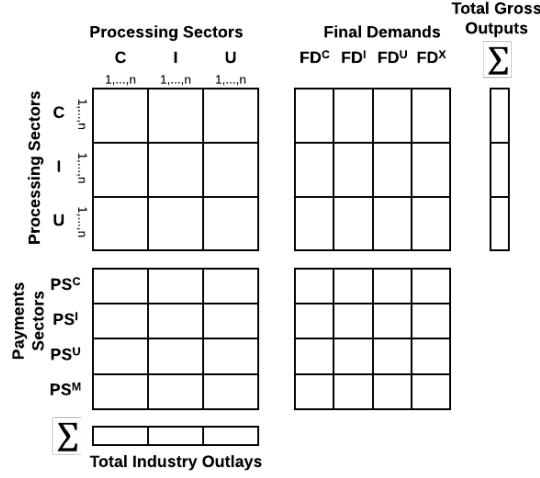 Total Gross
Outputs
Processing Sectors
Final Demands
Σ
C I U
FDᶜ FDᴵ FDᵁ FDˣ
1,...,n 1,...,n 1,...,n
Processing Sectors
C 1,...,n
I 1,...,n
U 1,...,n
Payments
Sectors
PSᶜ
PSᴵ
PSᵁ
PSᴹ
Σ
Total Industry Outlays